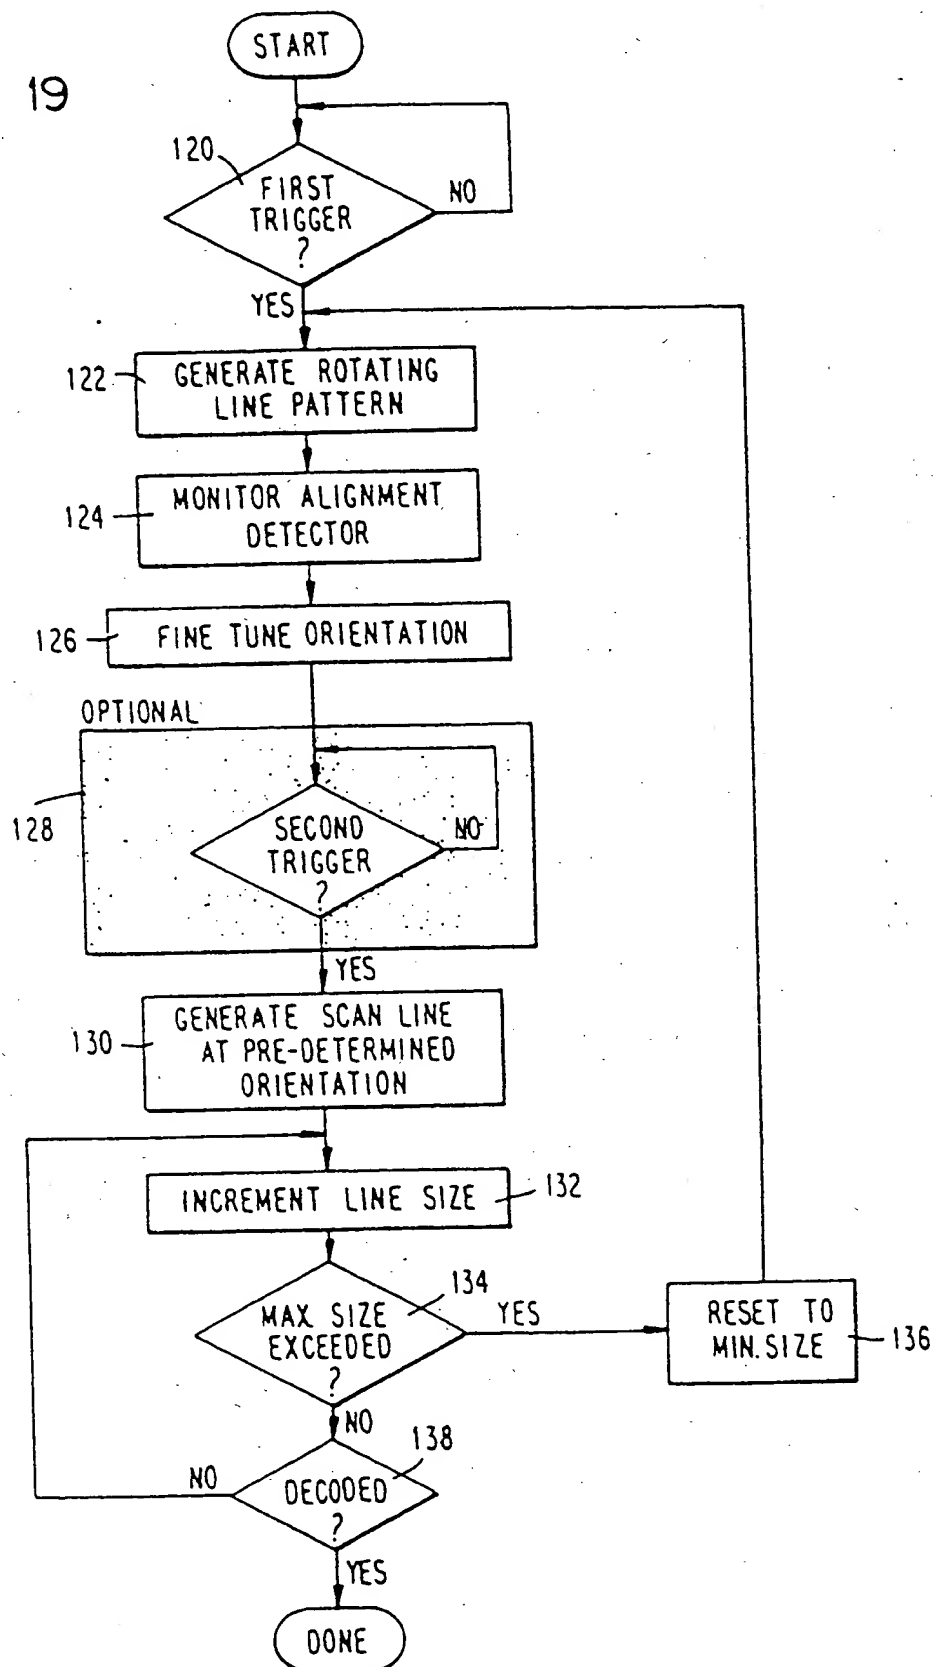 19
START
120
FIRST
TRIGGER
?
NO
YES
122
GENERATE ROTATING
LINE PATTERN
124
MONITOR ALIGNMENT
DETECTOR
126
FINE TUNE ORIENTATION
OPTIONAL
128
SECOND
TRIGGER
?
NO
YES
130
GENERATE SCAN LINE
AT PRE-DETERMINED
ORIENTATION
INCREMENT LINE SIZE
132
134
MAX SIZE
EXCEEDED
?
YES
RESET TO
MIN. SIZE
136
NO
138
DECODED
?
NO
YES
DONE